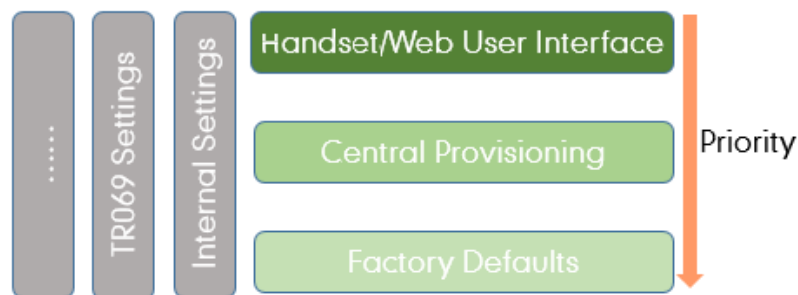 ......
TR069 Settings
Internal Settings
Handset/Web User Interface
Central Provisioning
Factory Defaults
Priority